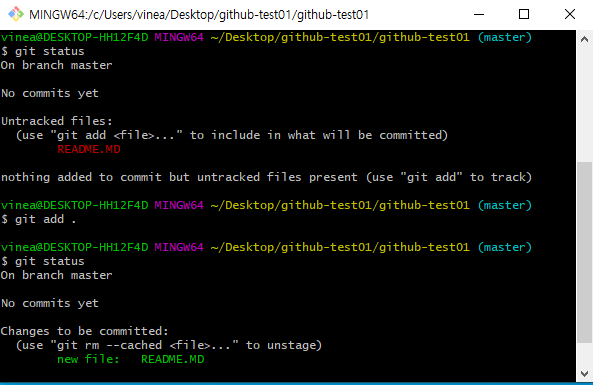 MINGW64:/c/Users/vinea/Desktop/github-test01/github-test01
vinea@DESKTOP-HH12F4D MINGW64 ~/Desktop/github-test01/github-test01 (master)
$ git status
On branch master
No commits yet
Untracked files:
(use "git add <file>..." to include in what will be committed)
README.MD
nothing added to commit but untracked files present (use "git add" to track)
vinea@DESKTOP-HH12F4D MINGW64 ~/Desktop/github-test01/github-test01 (master)
$ git add .
vinea@DESKTOP-HH12F4D MINGW64 ~/Desktop/github-test01/github-test01 (master)
$ git status
On branch master
No commits yet
Changes to be committed:
(use "git rm --cached <file>..." to unstage)
new file:   README.MD